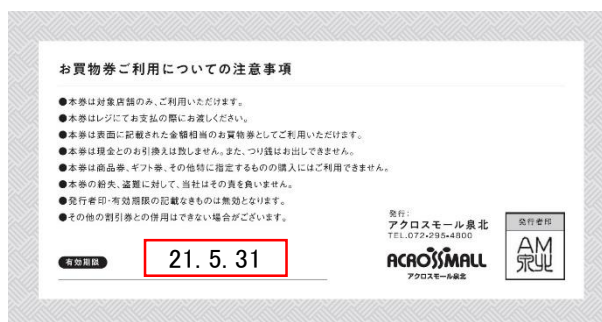 お買物券ご利用についての注意事項
●本券は対象店舗のみ、ご利用いただけます。
●本券はレジにてお支払の際にお渡しください。
●本券は表面に記載された金額相当のお買物券としてご利用いただけます。
●本券は現金とのお引換えは致しません。また、つり銭はお出しできません。
●本券は商品券、ギフト券、その他特に指定するものの購入にはご利用できません。
●本券の紛失、盗難に対して、当社はその責を負いません。
●発行者印・有効期限の記載なきものは無効となります。
●その他の割引券との併用はできない場合がございます。
発行:
アクロスモール泉北
TEL.072-295-4800
ACROSSMALL
アクロスモール泉北
発行者印
AM
泉北
有効期限
21.5.31